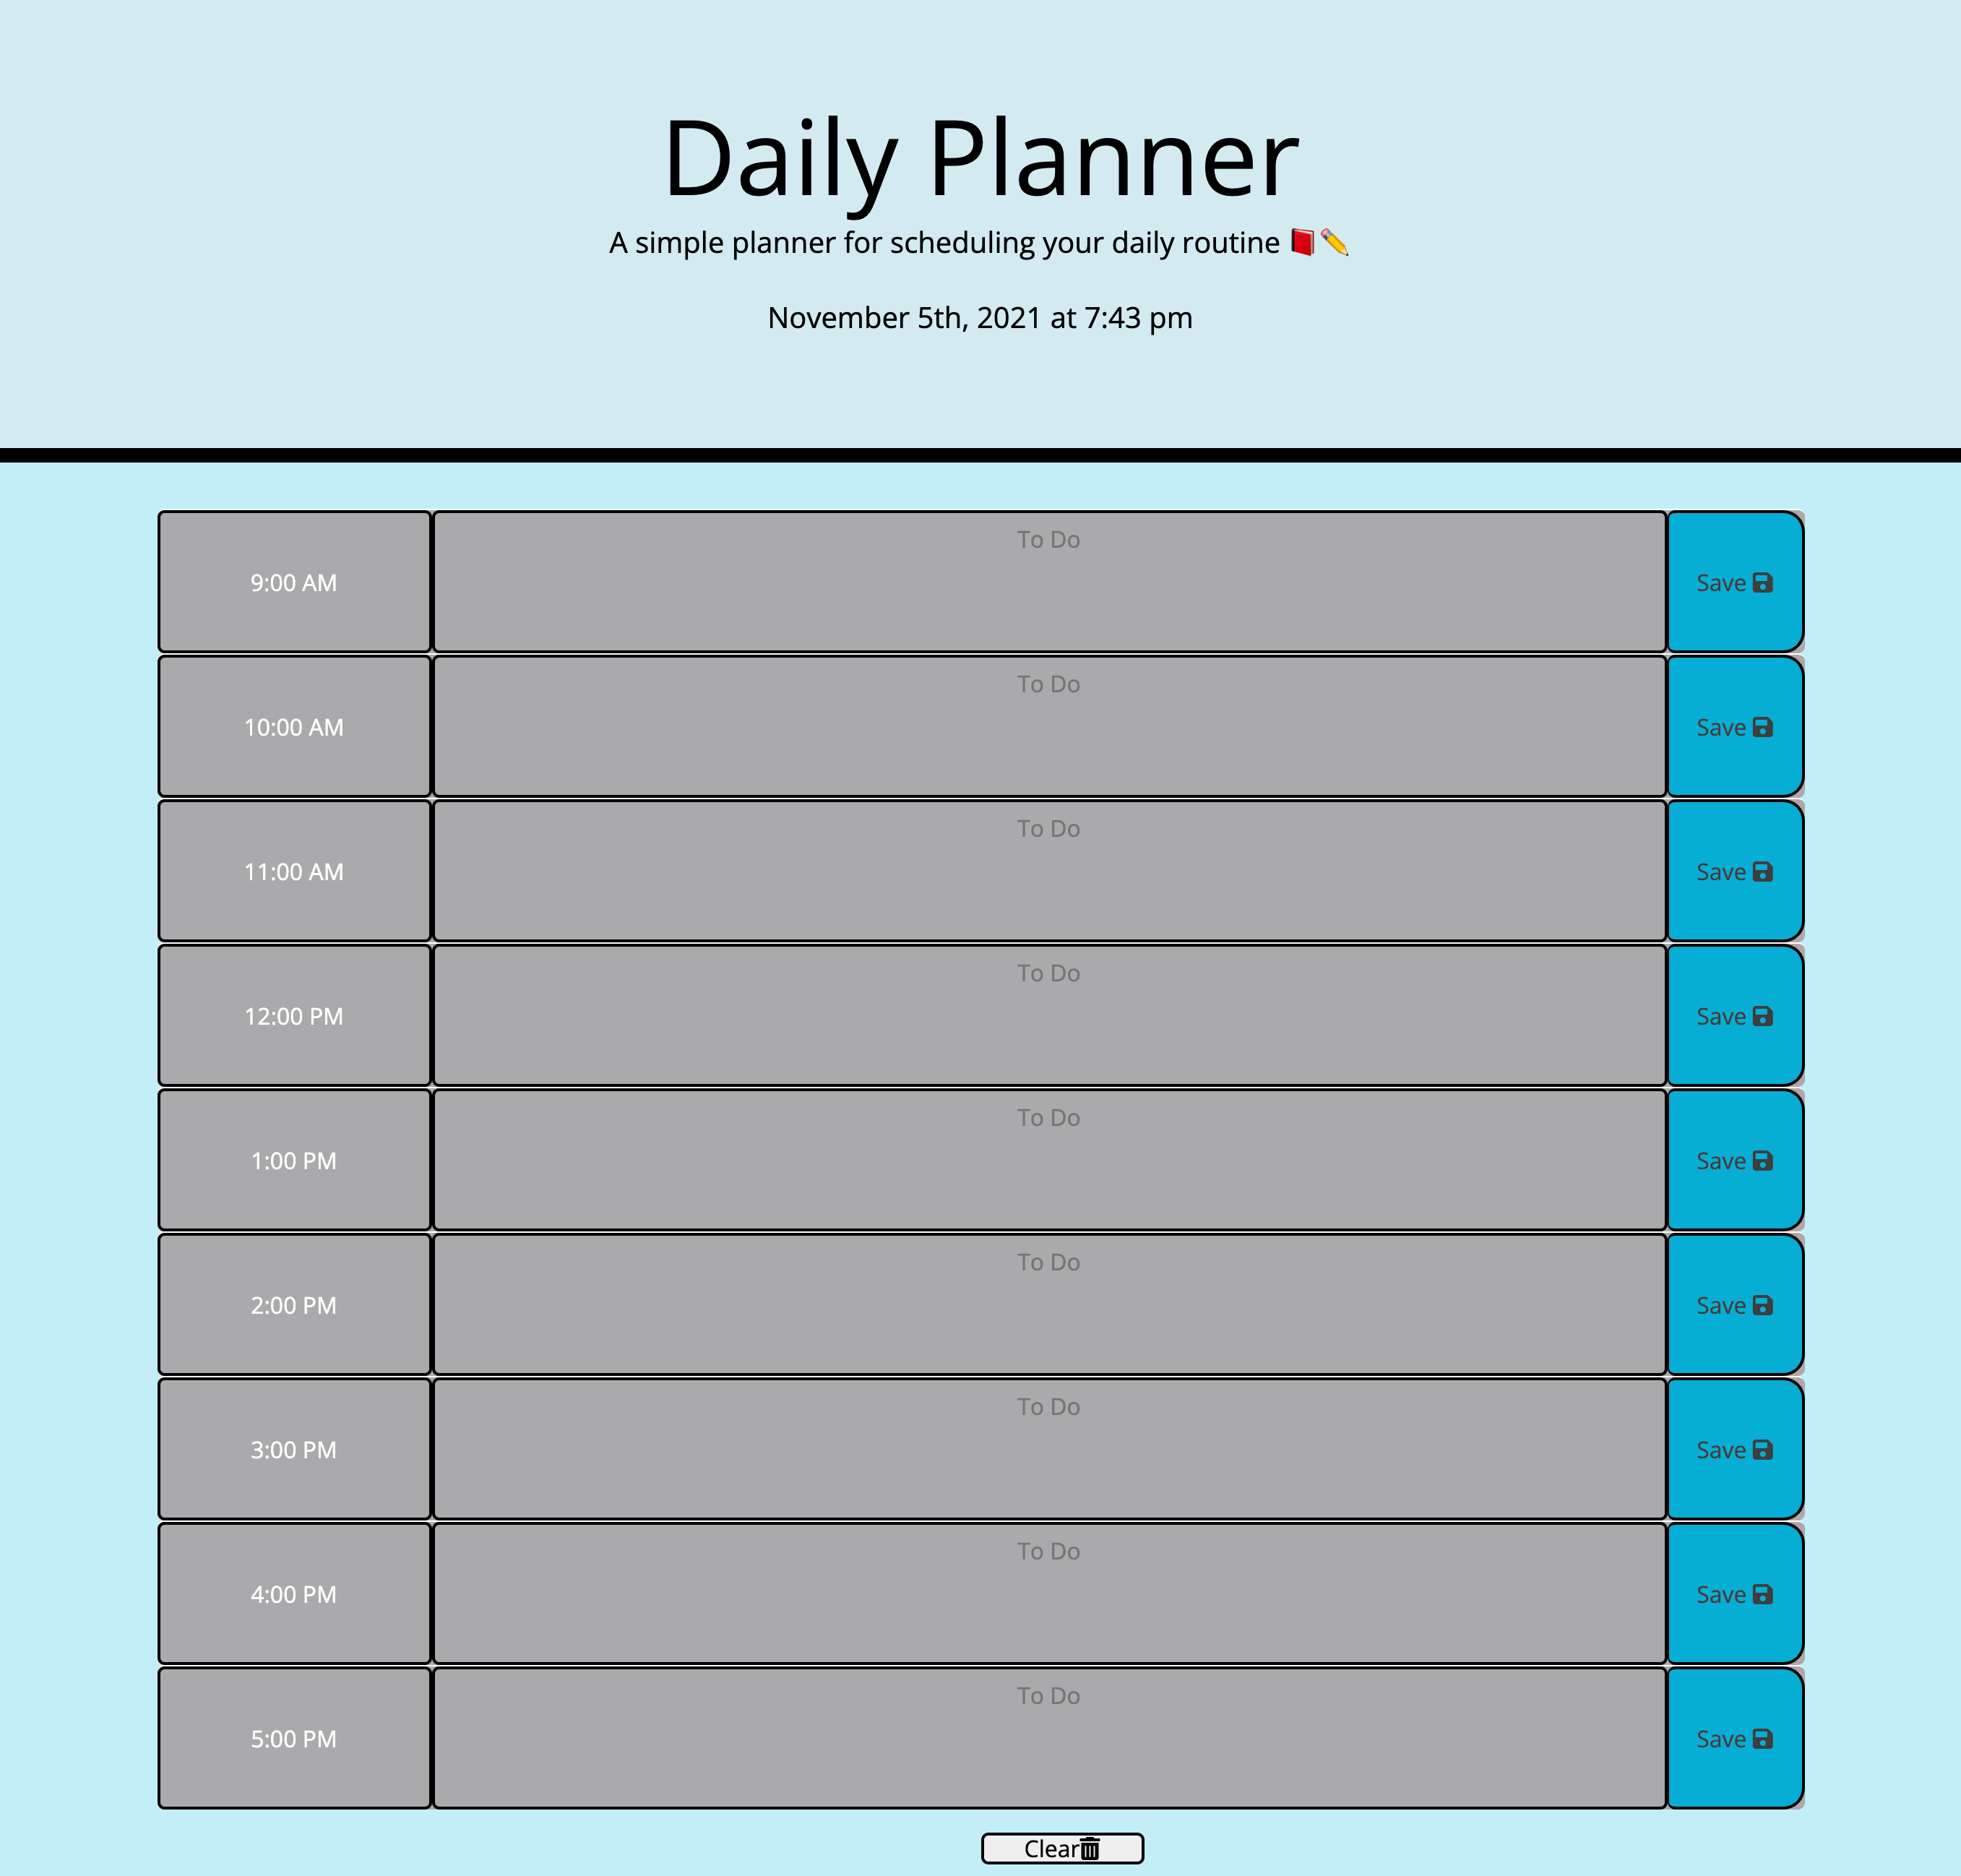 Daily Planner
A simple planner for scheduling your daily routine 📕✏️
November 5th, 2021 at 7:43 pm
9:00 AM To Do Save
10:00 AM To Do Save
11:00 AM To Do Save
12:00 PM To Do Save
1:00 PM To Do Save
2:00 PM To Do Save
3:00 PM To Do Save
4:00 PM To Do Save
5:00 PM To Do Save
Clear